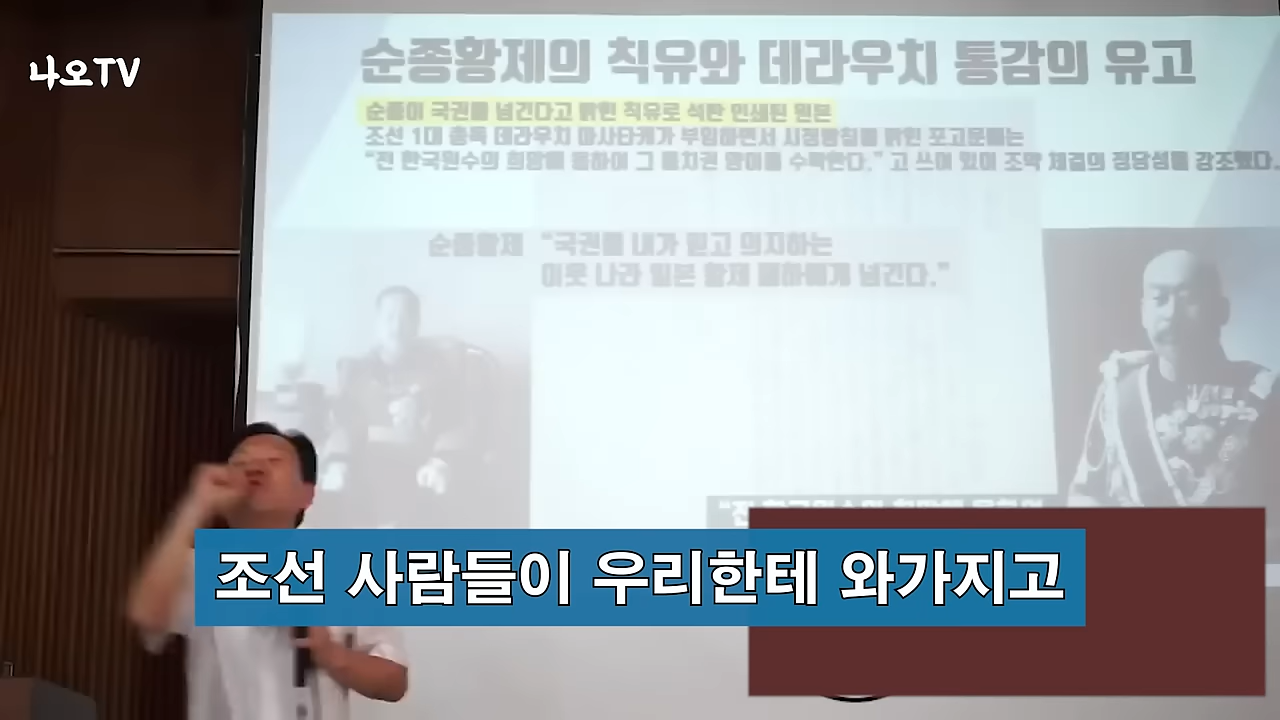 나오TV
순종황제의 칙유와 데라우치 통감의 유고
순종이 국권을 넘긴다고 밝힌 칙유로 석판 인쇄된 원본
조선 1대 총독 데라우치 마사타케가 부임하면서 시정방침을 밝힌 포고문에는
“전 한국원수의 희망에 응하여 그 통치권 양여를 수락한다.” 고 쓰여 있어 조약 체결의 정당성을 강조했다.
순종황제 “국권을 내가 믿고 의지하는
이웃 나라 일본 황제 폐하에게 넘긴다.”
조선 사람들이 우리한테 와가지고